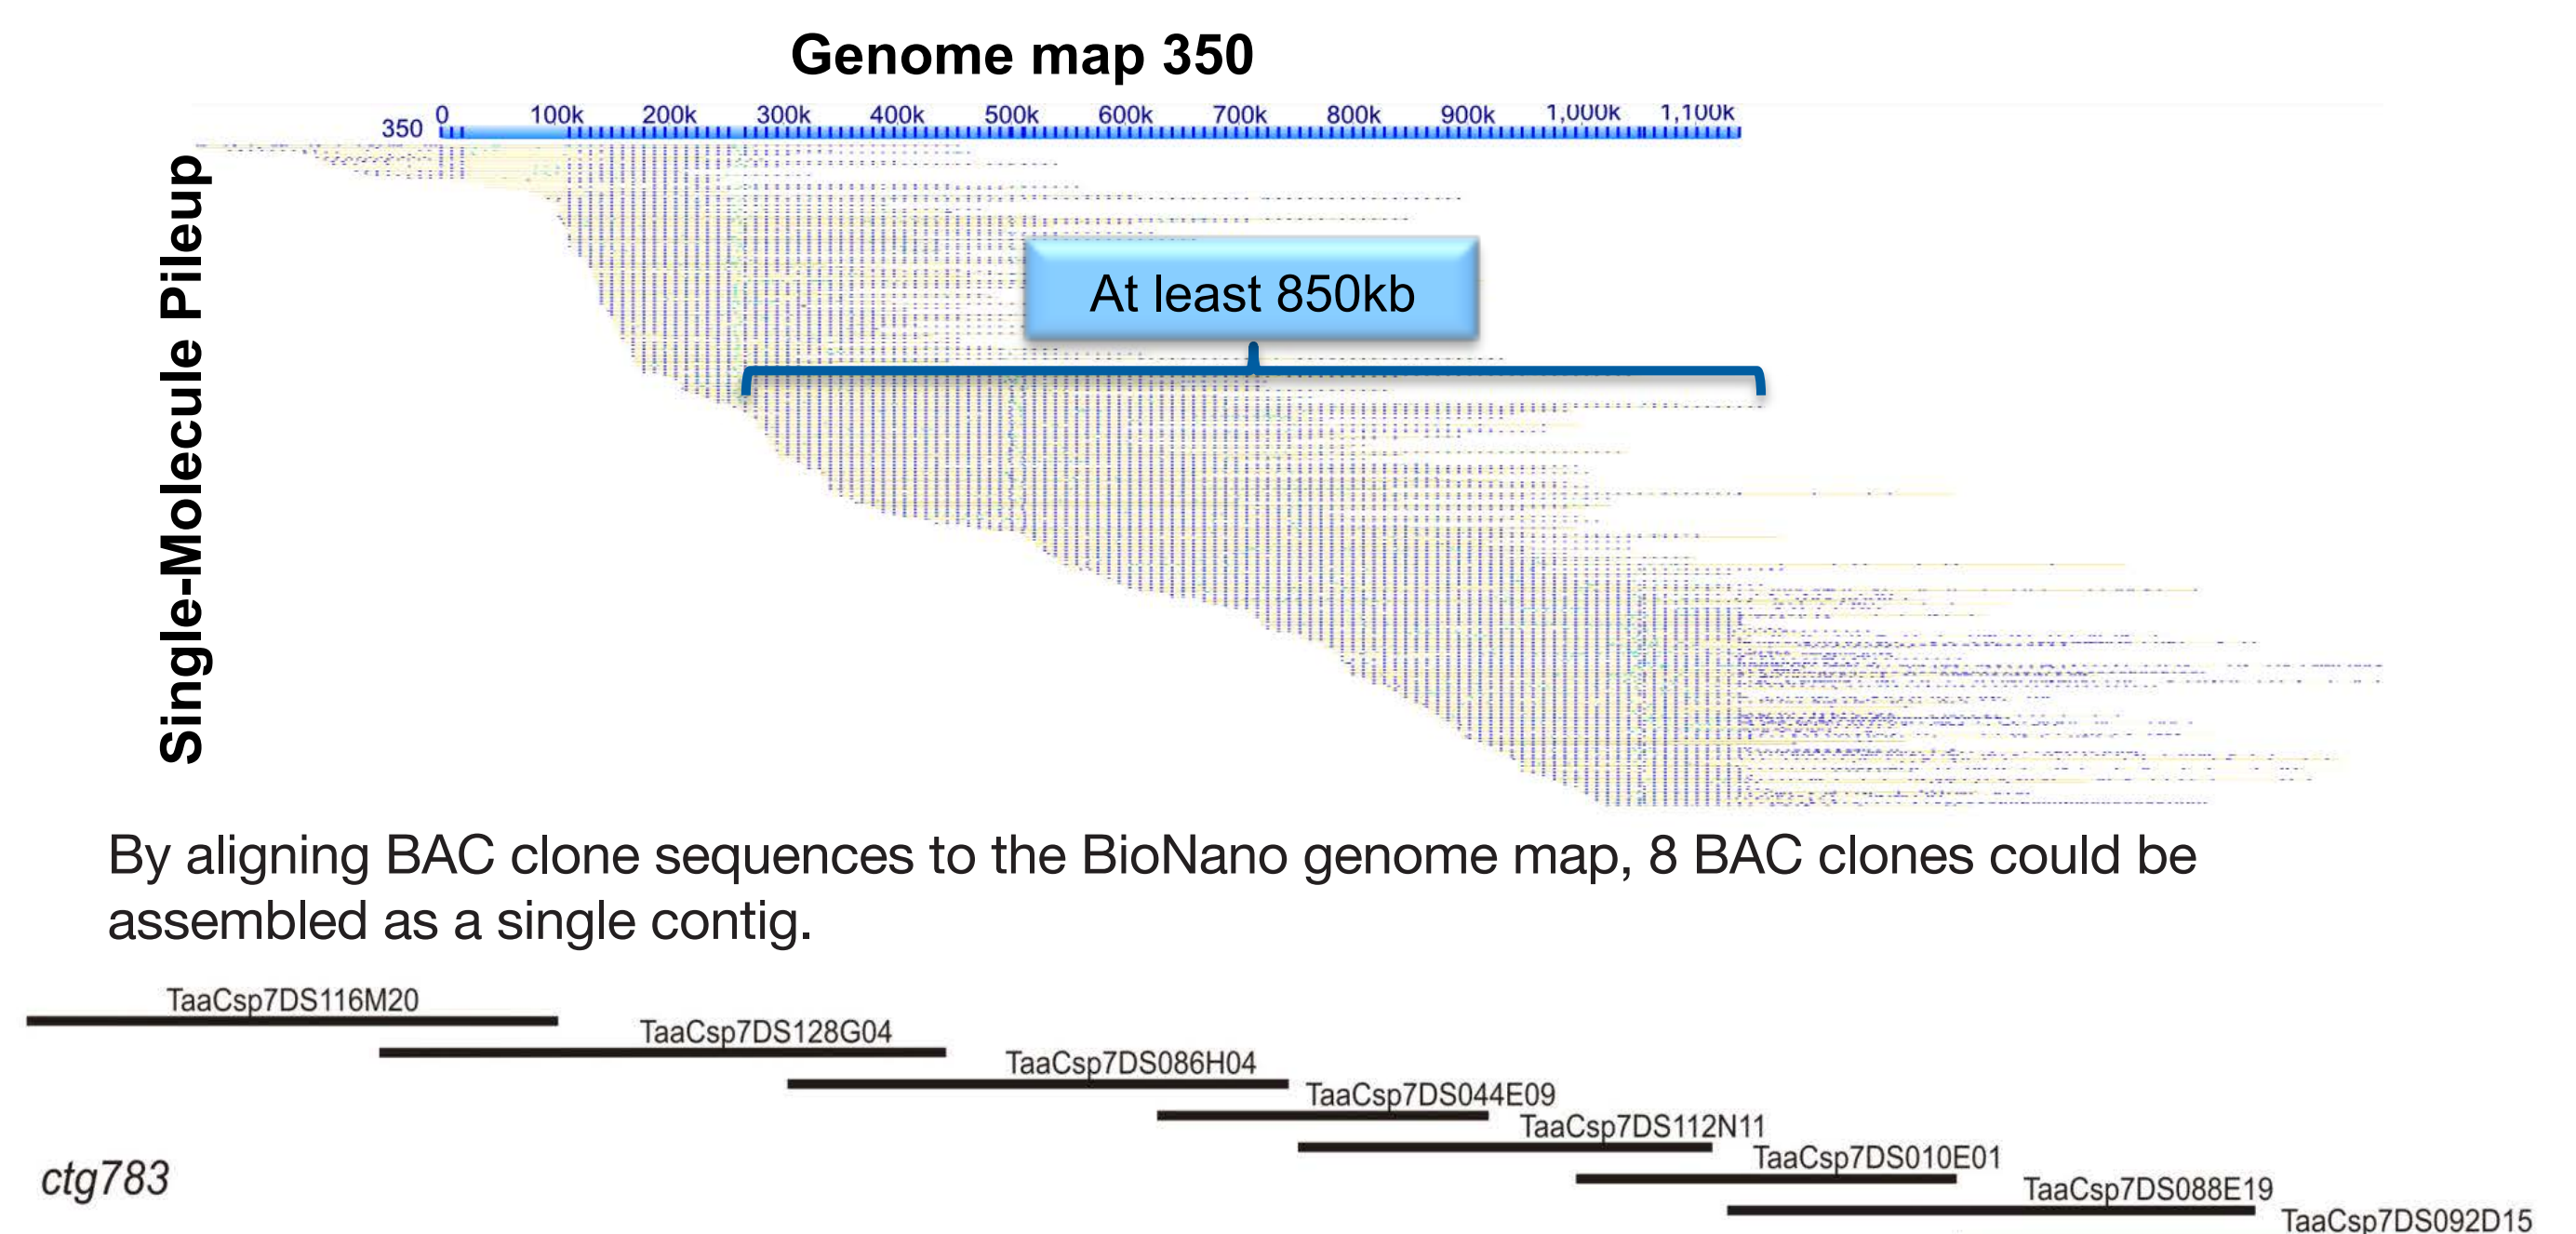 Genome map 350
350 0 100k 200k 300k 400k 500k 600k 700k 800k 900k 1,000k 1,100k
Single-Molecule Pileup
At least 850kb
By aligning BAC clone sequences to the BioNano genome map, 8 BAC clones could be
assembled as a single contig.
TaaCsp7DS116M20
TaaCsp7DS128G04
TaaCsp7DS086H04
TaaCsp7DS044E09
TaaCsp7DS112N11
TaaCsp7DS010E01
ctg783
TaaCsp7DS088E19
TaaCsp7DS092D15